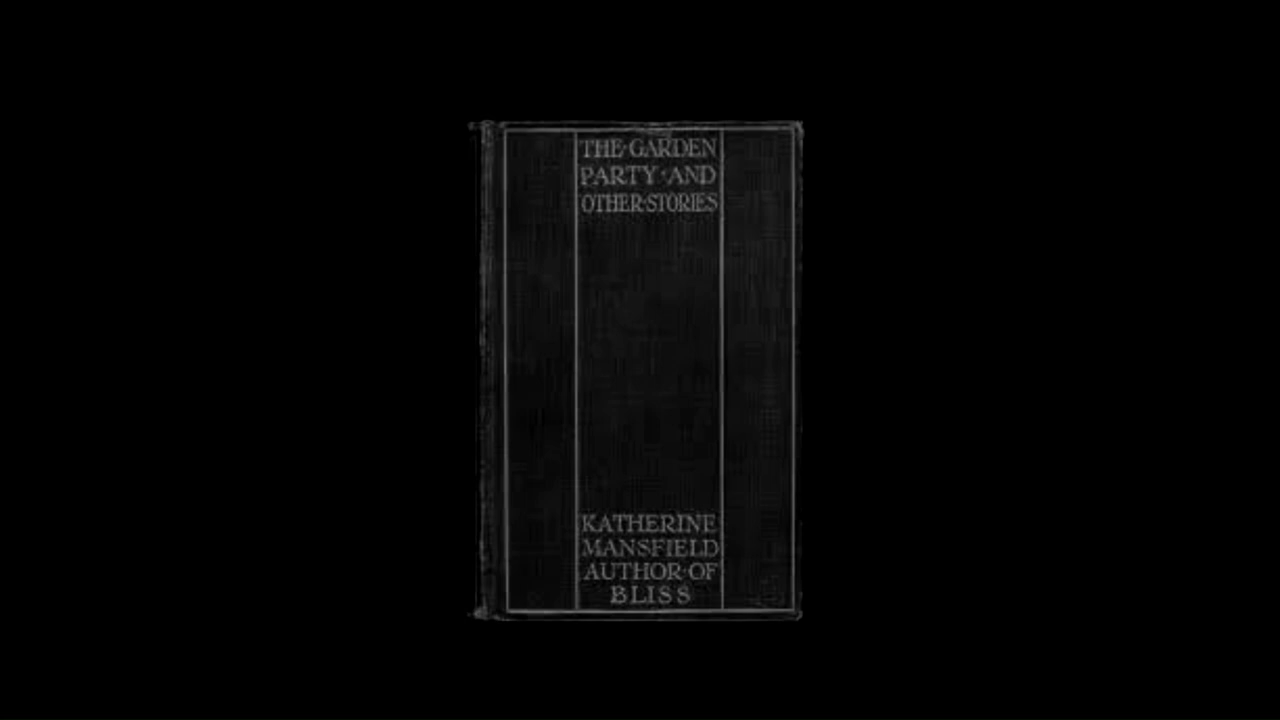 THE·GARDEN
PARTY·AND
OTHER·STORIES
KATHERINE
MANSFIELD
AUTHOR·OF
BLISS